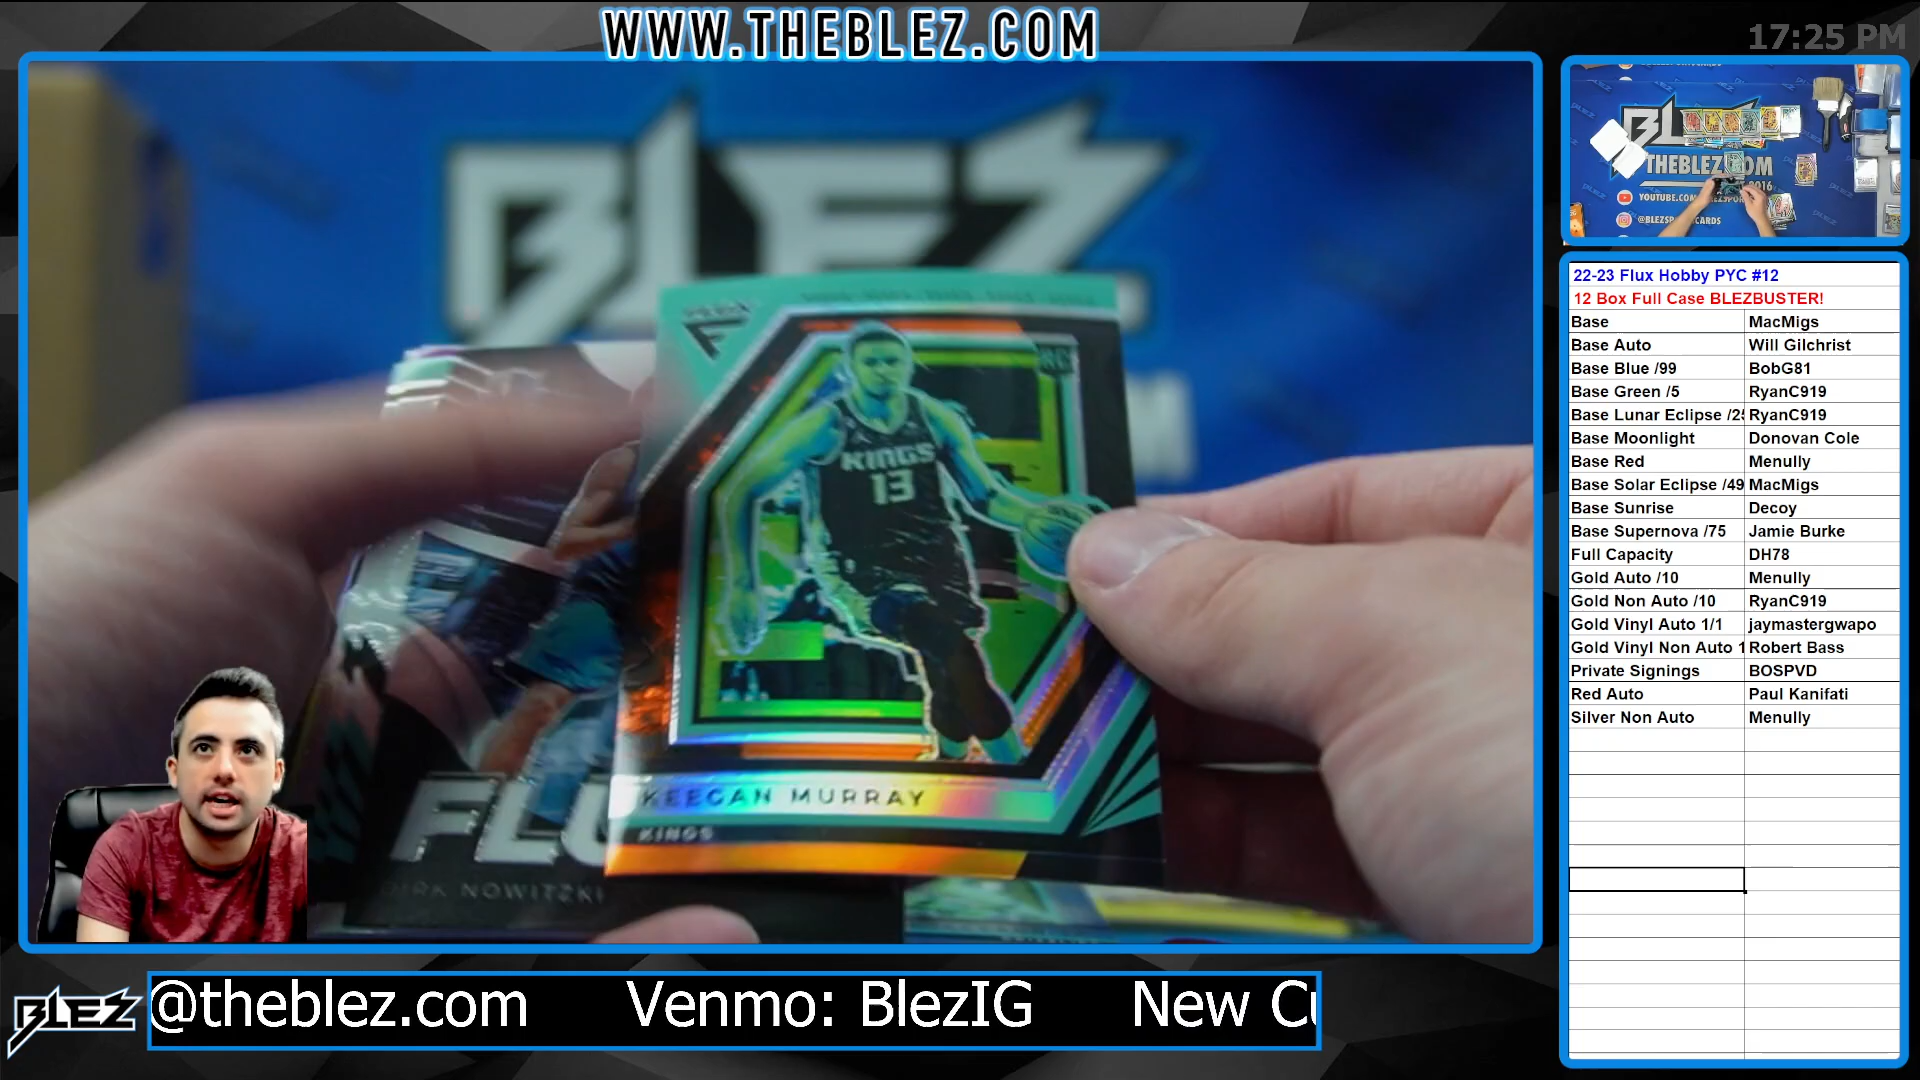 WWW.THEBLEZ.COM
17:25 PM
BLEZ
KINGS
13
KEEGAN MURRAY
KINGS
DIRK NOWITZKI
THEBLEZ
22-23 Flux Hobby PYC #12
12 Box Full Case BLEZBUSTER!
Base MacMigs
Base Auto Will Gilchrist
Base Blue /99 BobG81
Base Green /5 RyanC919
Base Lunar Eclipse /25 RyanC919
Base Moonlight Donovan Cole
Base Red Menully
Base Solar Eclipse /49 MacMigs
Base Sunrise Decoy
Base Supernova /75 Jamie Burke
Full Capacity DH78
Gold Auto /10 Menully
Gold Non Auto /10 RyanC919
Gold Vinyl Auto 1/1 jaymastergwapo
Gold Vinyl Non Auto 1 Robert Bass
Private Signings BOSPVD
Red Auto Paul Kanifati
Silver Non Auto Menully
BLEZ
@theblez.com Venmo: BlezIG New Cu